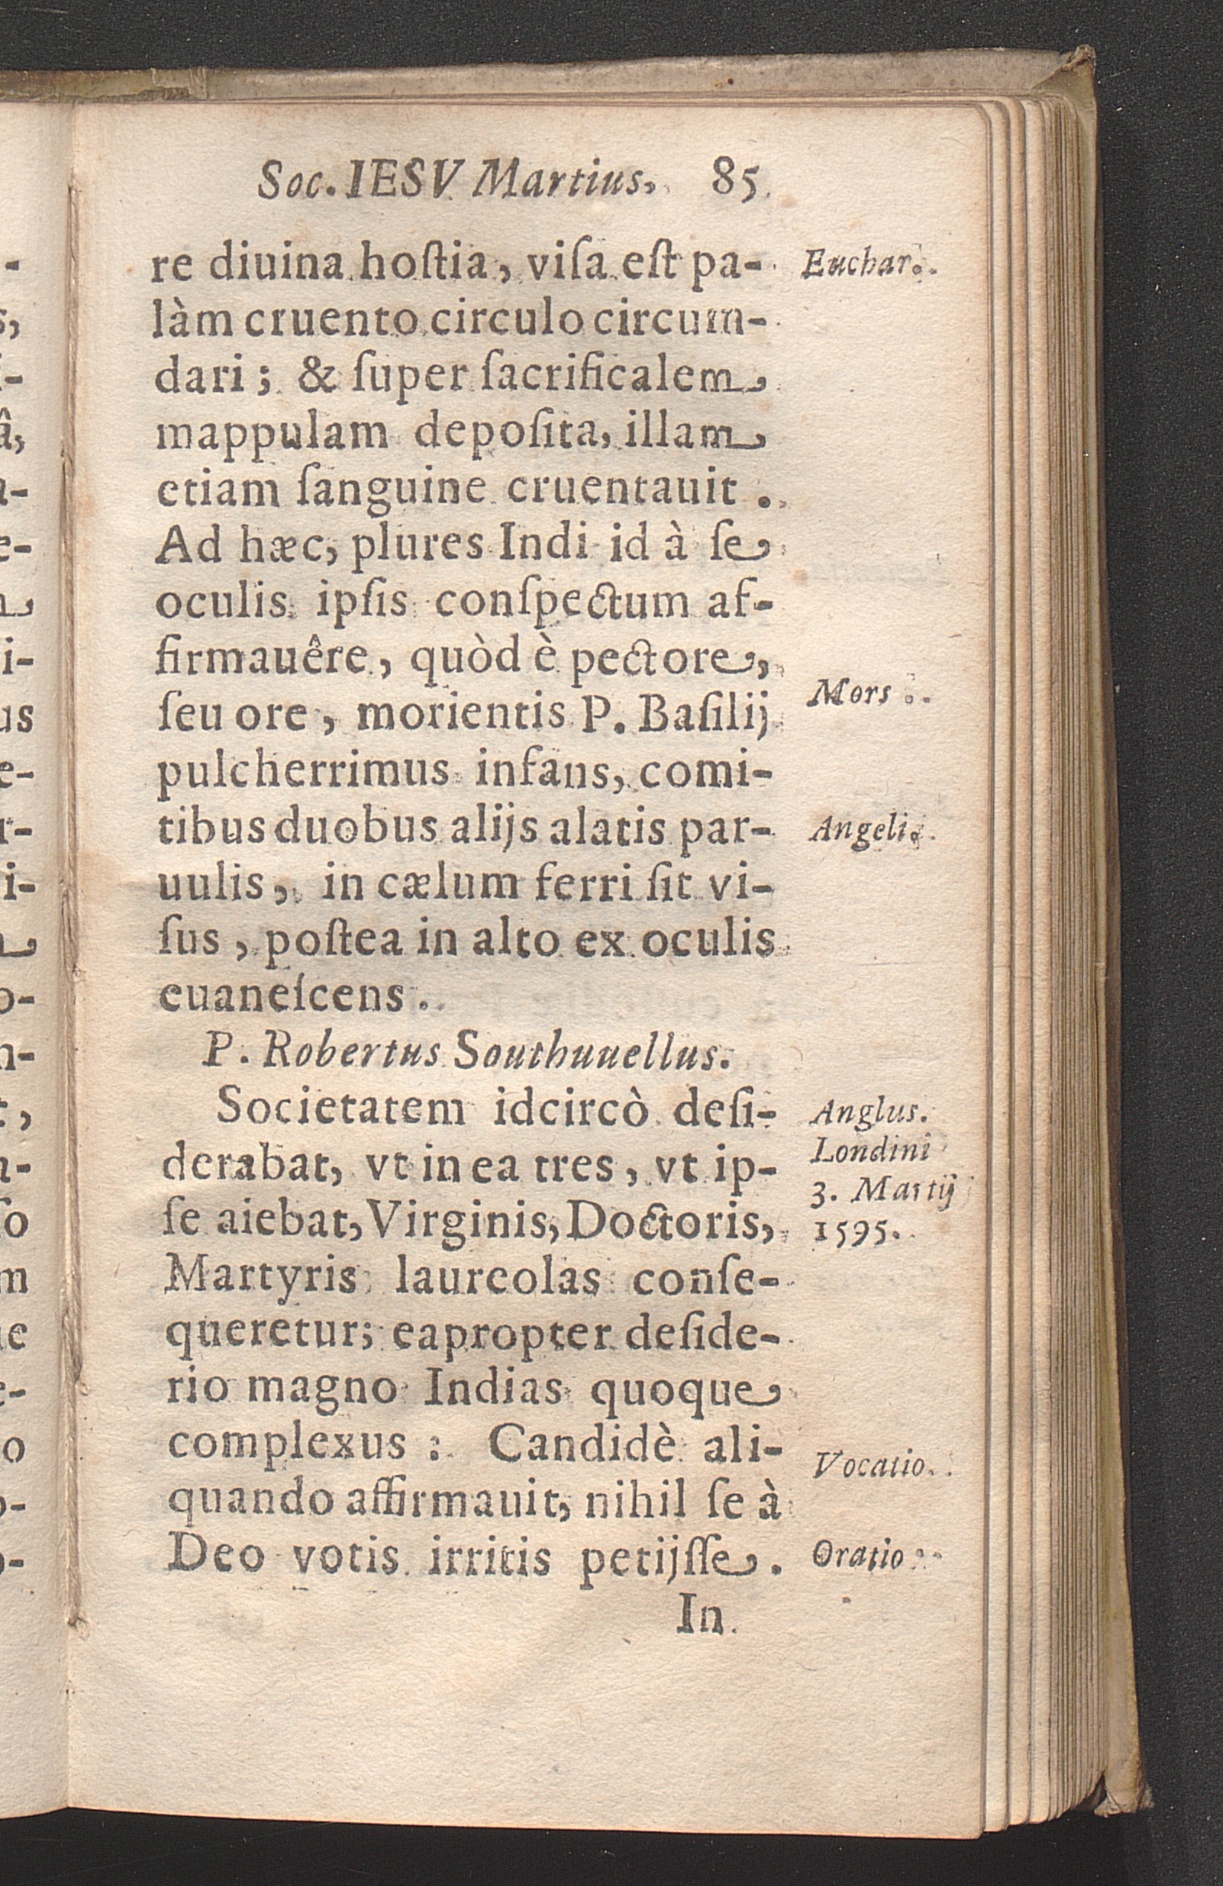 Soc. IESV Martius, 85
re diuina hoſtia, viſa eſt pa-
Euchar.
làm cruento circulo circum-
dari; & ſuper ſacrificalem
mappulam depoſita, illam
etiam ſanguine cruentauit.
Ad hæc, plures Indi id à ſe
oculis ipſis conſpectum af-
firmauêre, quòd è pectore,
Mors.
ſeu ore, morientis P. Baſilij
pulcherrimus infans, comi-
tibus duobus alijs alatis par-
Angeli.
uulis, in cælum ferri ſit vi-
ſus, poſtea in alto ex oculis
euaneſcens.
P. Robertus Southuuellus.
Societatem idcircò deſi-
Anglus.
Londini
3. Martij
1595.
derabat, vt in ea tres, vt ip-
ſe aiebat, Virginis, Doctoris,
Martyris laureolas conſe-
queretur; eapropter deſide-
rio magno Indias quoque
complexus: Candidè ali-
Vocatio.
quando affirmauit, nihil ſe à
Deo votis irritis petijſſe.
Oratio
In